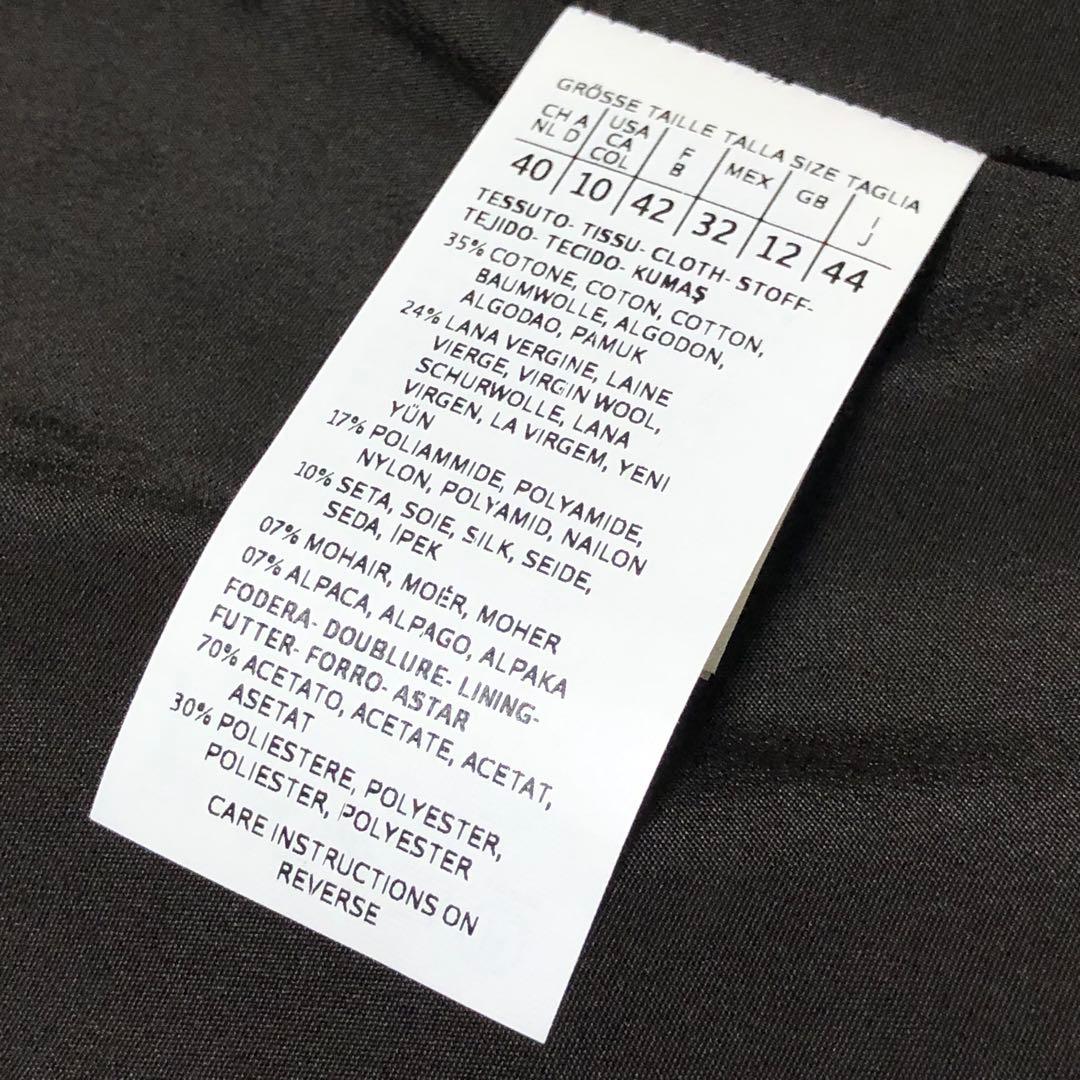 GRÖSSE TAILLE TALLA SIZE TAGLIA
CH A USA F MEX GB I
NL D CA B J
COL
40 10 42 32 12 44
TESSUTO- TISSU- CLOTH- STOFF-
TEJIDO- TECIDO- KUMAŞ
35% COTONE, COTON, COTTON,
BAUMWOLLE, ALGODON,
ALGODAO, PAMUK
24% LANA VERGINE, LAINE
VIERGE, VIRGIN WOOL,
SCHURWOLLE, LANA
VIRGEN, LA VIRGEM, YENI
YÜN
17% POLIAMMIDE, POLYAMIDE,
NYLON, POLYAMID, NAILON
10% SETA, SOIE, SILK, SEIDE,
SEDA, İPEK
07% MOHAIR, MOËR, MOHER
07% ALPACA, ALPAGO, ALPAKA
FODERA- DOUBLURE- LINING-
FUTTER- FORRO- ASTAR
70% ACETATO, ACETATE, ACETAT,
ASETAT
30% POLIESTERE, POLYESTER,
POLIESTER, POLYESTER
CARE INSTRUCTIONS ON
REVERSE